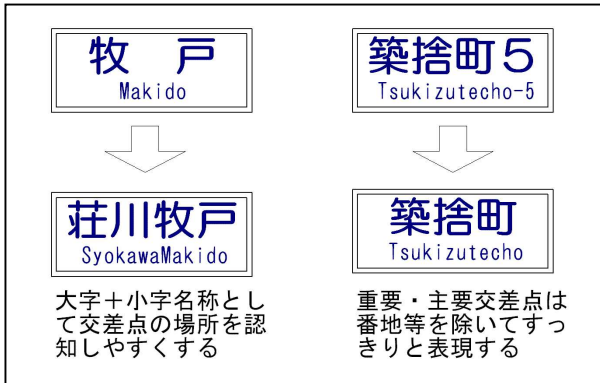 牧　戸
Makido
荘川牧戸
SyokawaMakido
大字＋小字名称とし
て交差点の場所を認
知しやすくする
築捨町５
Tsukizutecho-5
築捨町
Tsukizutecho
重要・主要交差点は
番地等を除いてすっ
きりと表現する